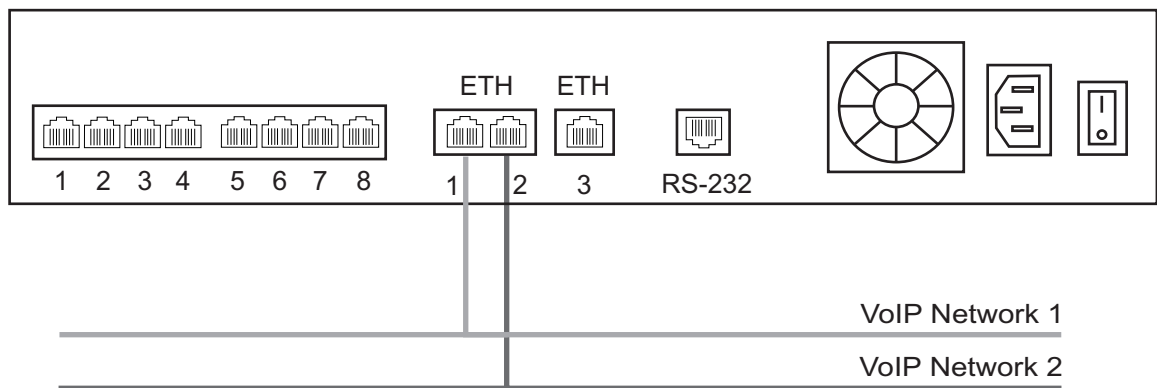 ETH ETH
1 2 3 4 5 6 7 8 1 2 3 RS-232
VoIP Network 1
VoIP Network 2